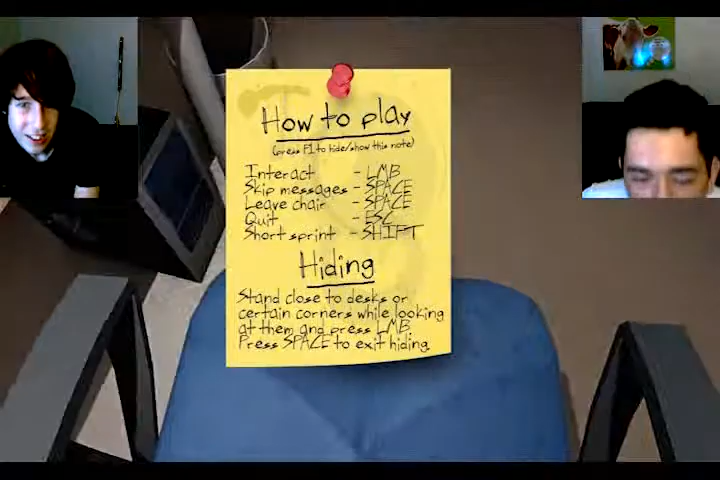 How to play
(press F1 to hide/show this note)
Interact - LMB
Skip messages - SPACE
Leave chair - SPACE
Quit - ESC
Short sprint - SHIFT
Hiding
Stand close to desks or
certain corners while looking
at them and press LMB
Press SPACE to exit hiding.